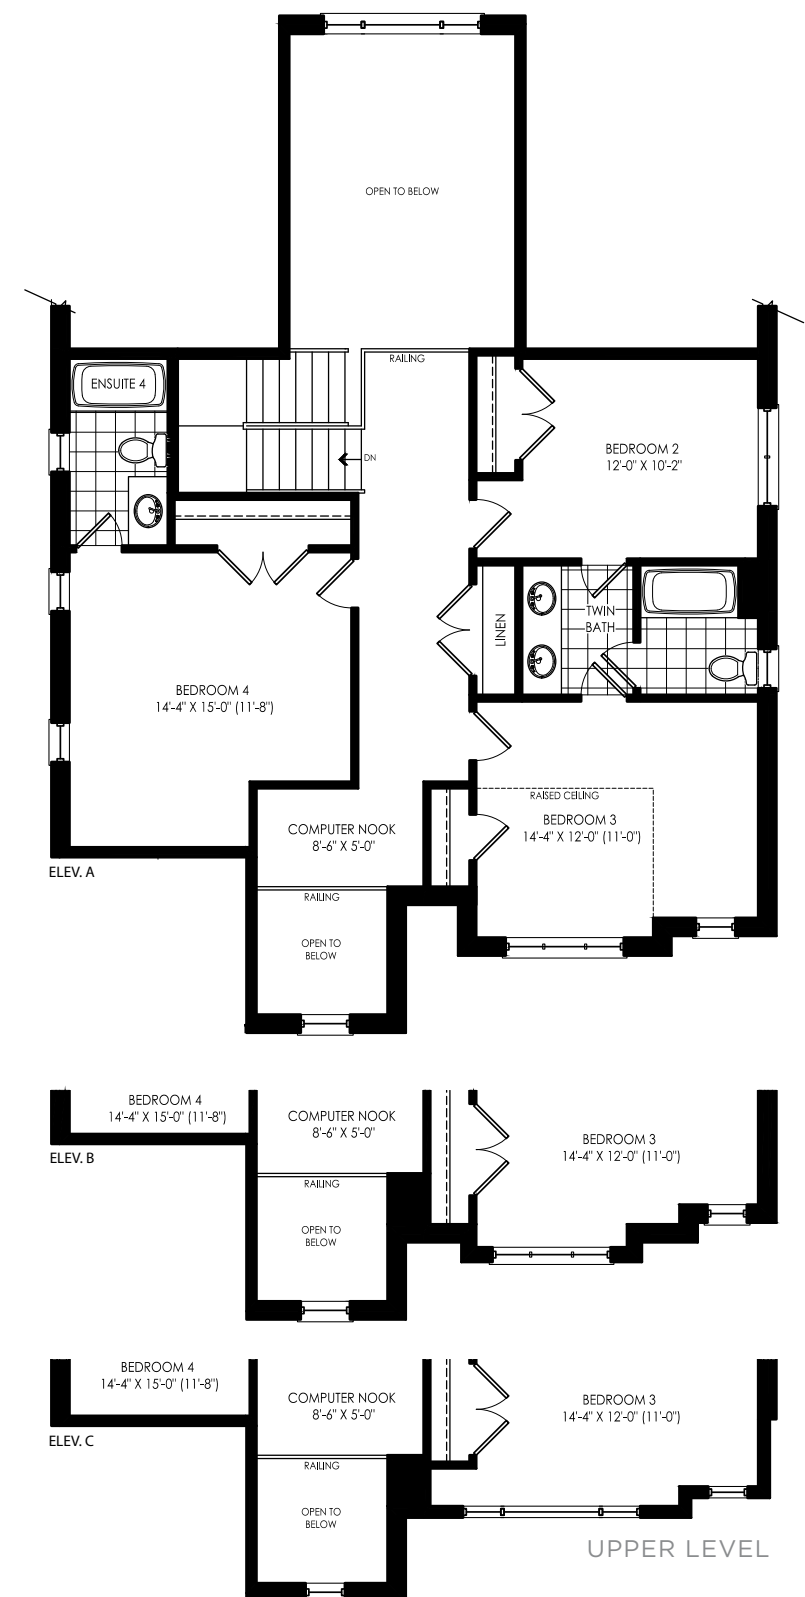 OPEN TO BELOW
RAILING
ENSUITE 4
DN
BEDROOM 2
12'-0" X 10'-2"
LINEN
TWIN
BATH
BEDROOM 4
14'-4" X 15'-0" (11'-8")
RAISED CEILING
BEDROOM 3
14'-4" X 12'-0" (11'-0")
COMPUTER NOOK
8'-6" X 5'-0"
ELEV. A
RAILING
OPEN TO
BELOW
BEDROOM 4
14'-4" X 15'-0" (11'-8")
COMPUTER NOOK
8'-6" X 5'-0"
BEDROOM 3
14'-4" X 12'-0" (11'-0")
ELEV. B
RAILING
OPEN TO
BELOW
BEDROOM 4
14'-4" X 15'-0" (11'-8")
COMPUTER NOOK
8'-6" X 5'-0"
BEDROOM 3
14'-4" X 12'-0" (11'-0")
ELEV. C
RAILING
OPEN TO
BELOW
UPPER LEVEL